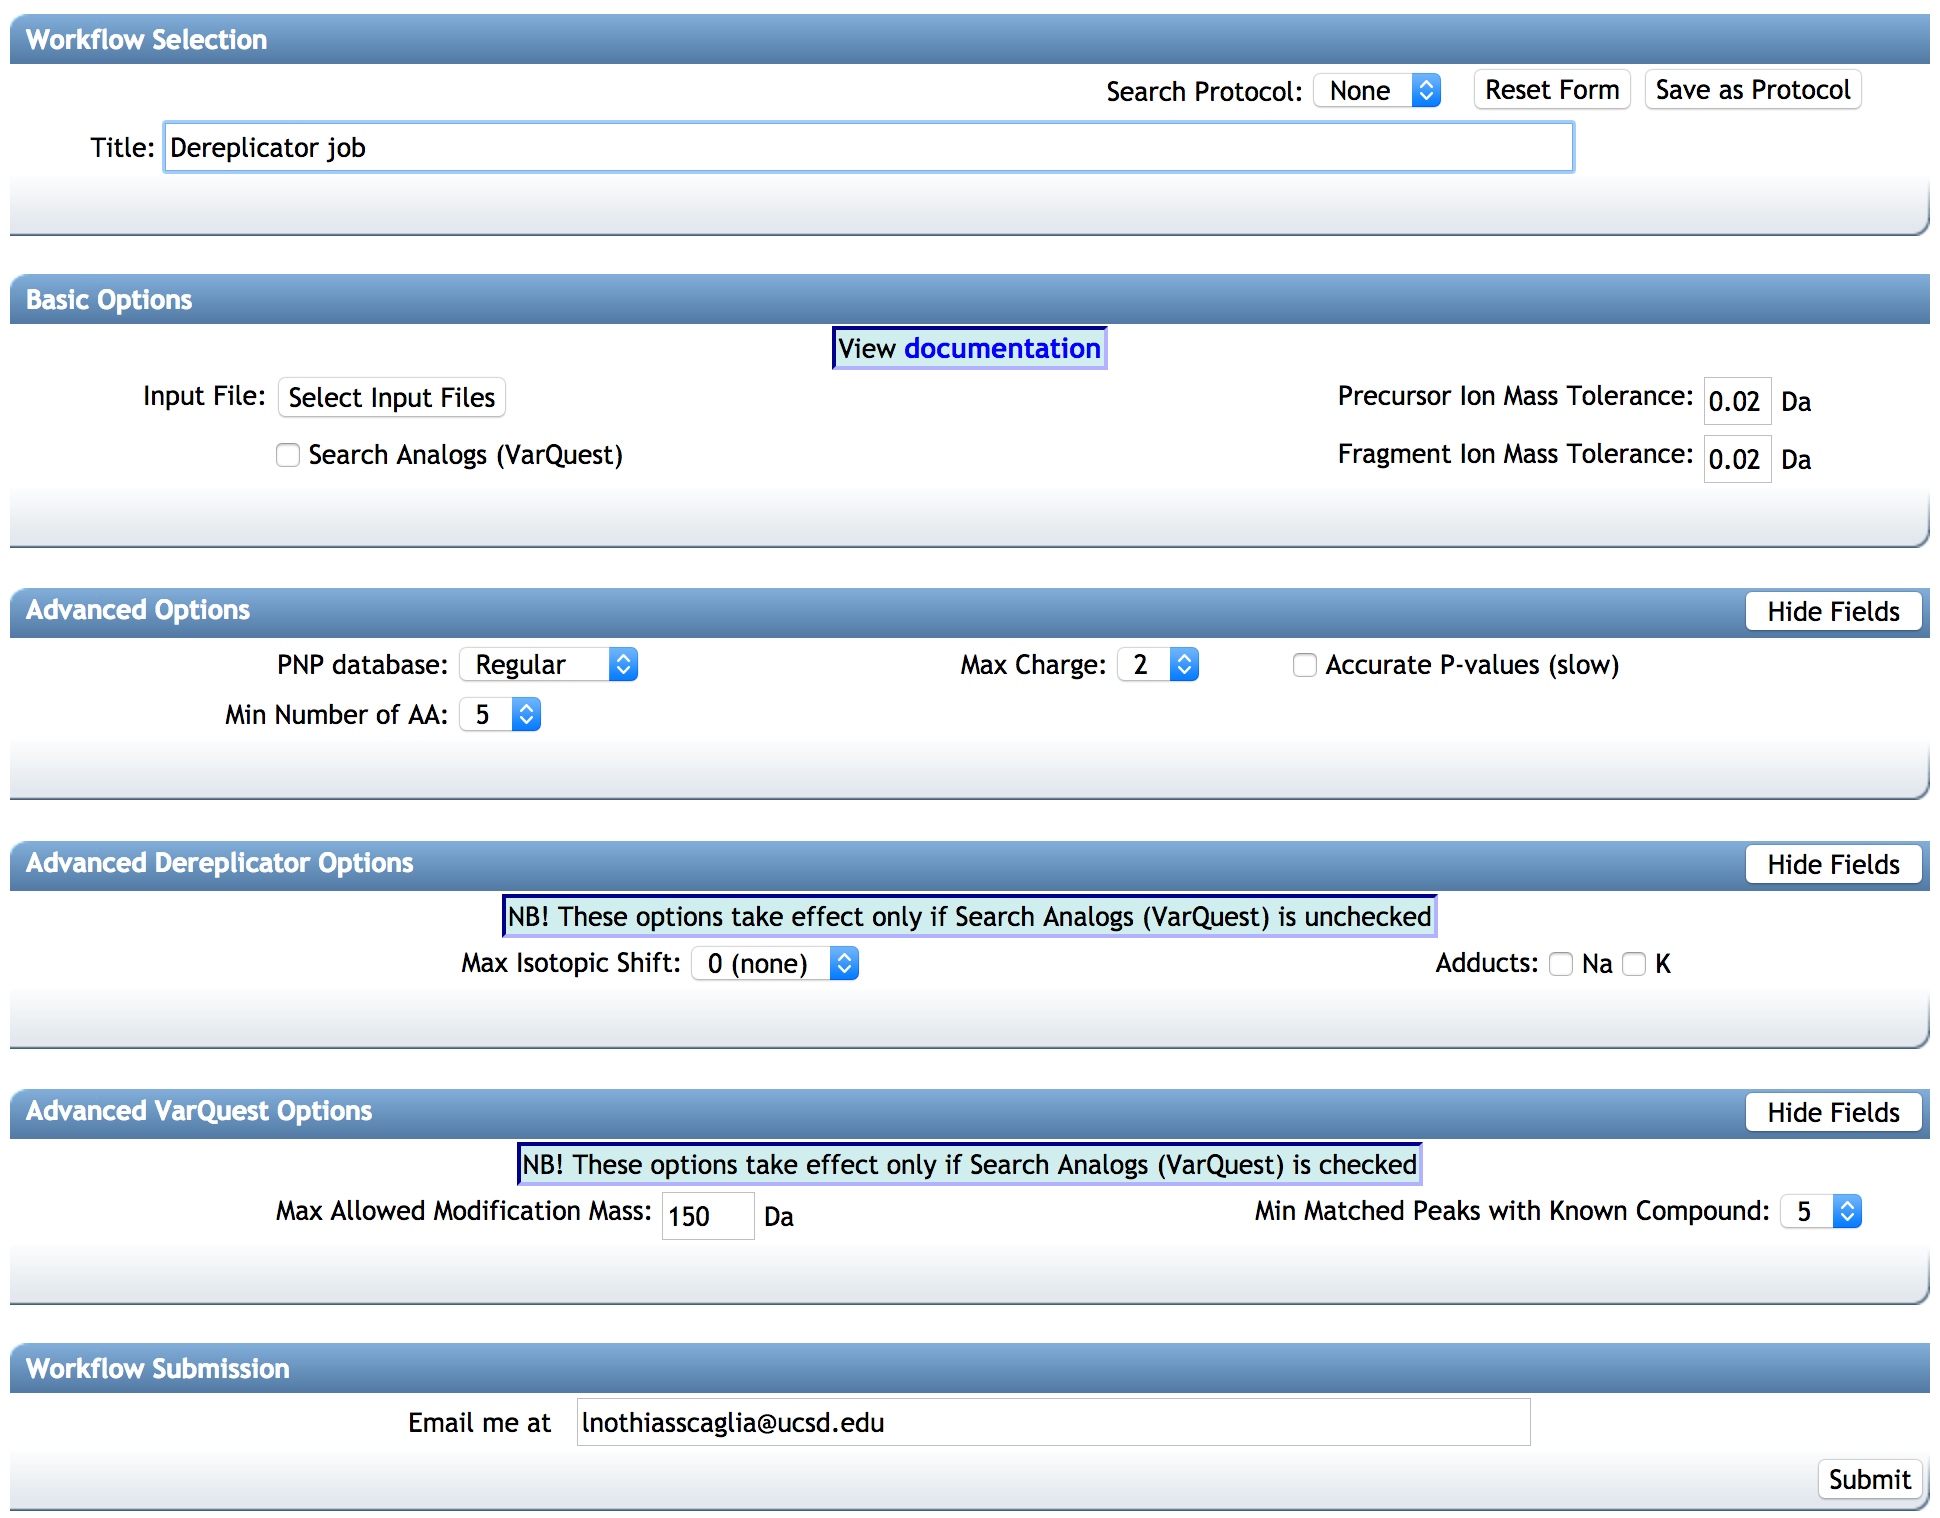 Workflow Selection
Search Protocol: None Reset Form Save as Protocol
Title: Dereplicator job
Basic Options
View documentation
Input File: Select Input Files Precursor Ion Mass Tolerance: 0.02 Da
Search Analogs (VarQuest) Fragment Ion Mass Tolerance: 0.02 Da
Advanced Options Hide Fields
PNP database: Regular Max Charge: 2 Accurate P-values (slow)
Min Number of AA: 5
Advanced Dereplicator Options Hide Fields
NB! These options take effect only if Search Analogs (VarQuest) is unchecked
Max Isotopic Shift: 0 (none) Adducts: Na K
Advanced VarQuest Options Hide Fields
NB! These options take effect only if Search Analogs (VarQuest) is checked
Max Allowed Modification Mass: 150 Da Min Matched Peaks with Known Compound: 5
Workflow Submission
Email me at lnothiasscaglia@ucsd.edu
Submit